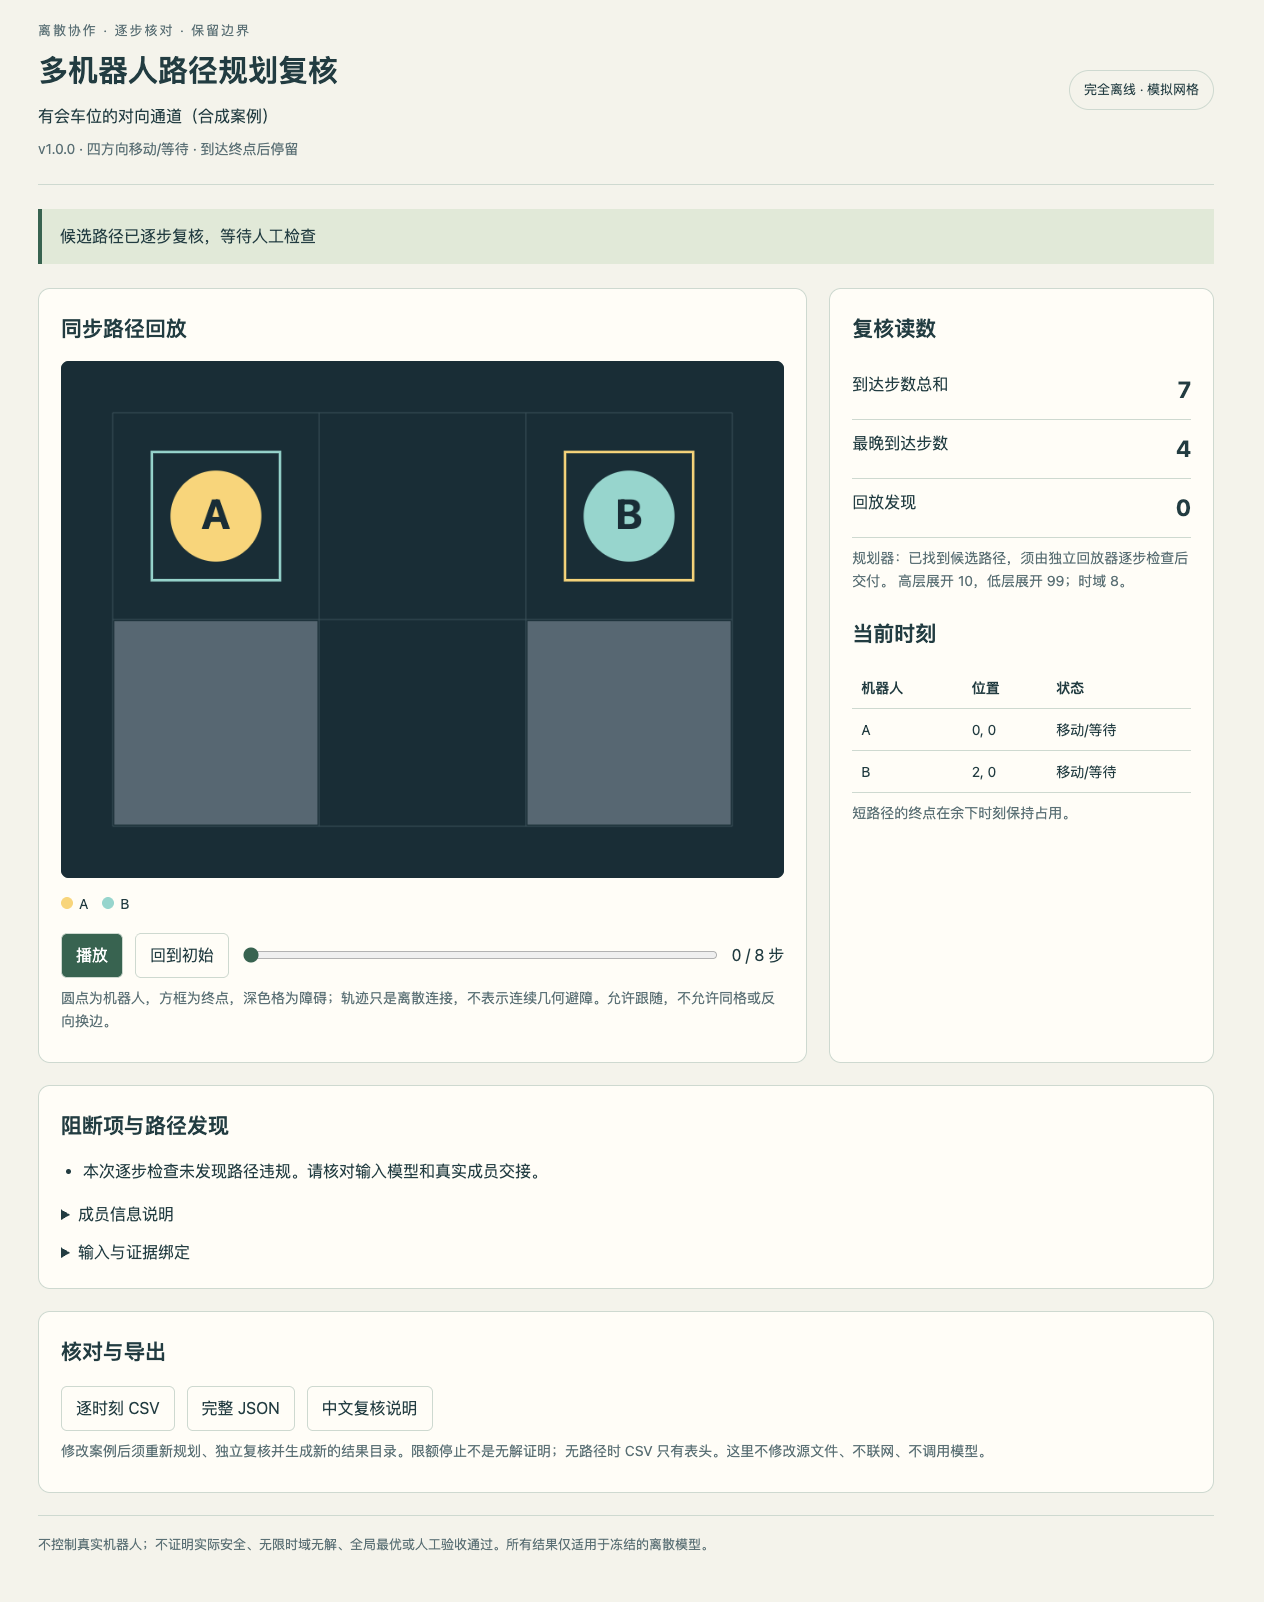 离散协作 · 逐步核对 · 保留边界
多机器人路径规划复核
有会车位的对向通道（合成案例）
v1.0.0 · 四方向移动/等待 · 到达终点后停留
完全离线 · 模拟网格
候选路径已逐步复核，等待人工检查
同步路径回放
A
B
A
B
播放
回到初始
0 / 8 步
圆点为机器人，方框为终点，深色格为障碍；轨迹只是离散连接，不表示连续几何避障。允许跟随，不允许同格或反
向换边。
复核读数
到达步数总和
7
最晚到达步数
4
回放发现
0
规划器：已找到候选路径，须由独立回放器逐步检查后
交付。 高层展开 10，低层展开 99；时域 8。
当前时刻
机器人 位置 状态
A 0, 0 移动/等待
B 2, 0 移动/等待
短路径的终点在余下时刻保持占用。
阻断项与路径发现
• 本次逐步检查未发现路径违规。请核对输入模型和真实成员交接。
▶ 成员信息说明
▶ 输入与证据绑定
核对与导出
逐时刻 CSV
完整 JSON
中文复核说明
修改案例后须重新规划、独立复核并生成新的结果目录。限额停止不是无解证明；无路径时 CSV 只有表头。这里不修改源文件、不联网、不调用模型。
不控制真实机器人；不证明实际安全、无限时域无解、全局最优或人工验收通过。所有结果仅适用于冻结的离散模型。